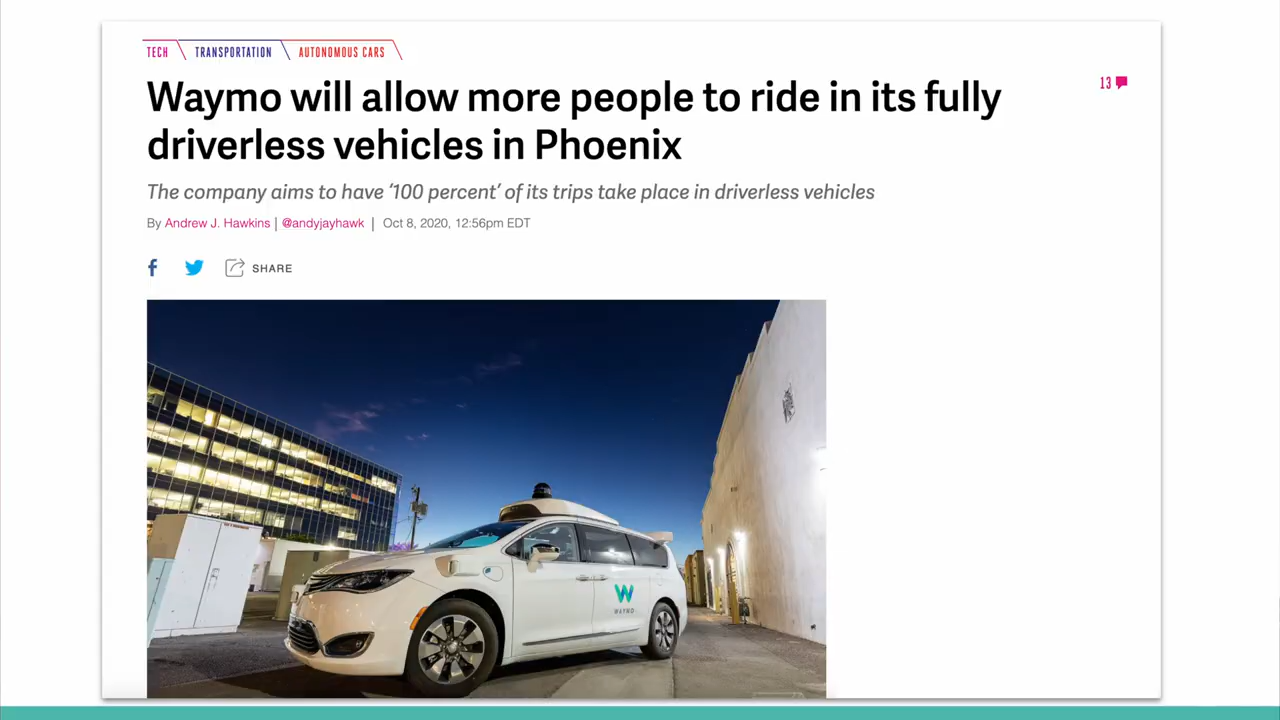 TECH TRANSPORTATION AUTONOMOUS CARS
Waymo will allow more people to ride in its fully
driverless vehicles in Phoenix
13
The company aims to have ‘100 percent’ of its trips take place in driverless vehicles
By Andrew J. Hawkins | @andyjayhawk | Oct 8, 2020, 12:56pm EDT
SHARE
WAYMO